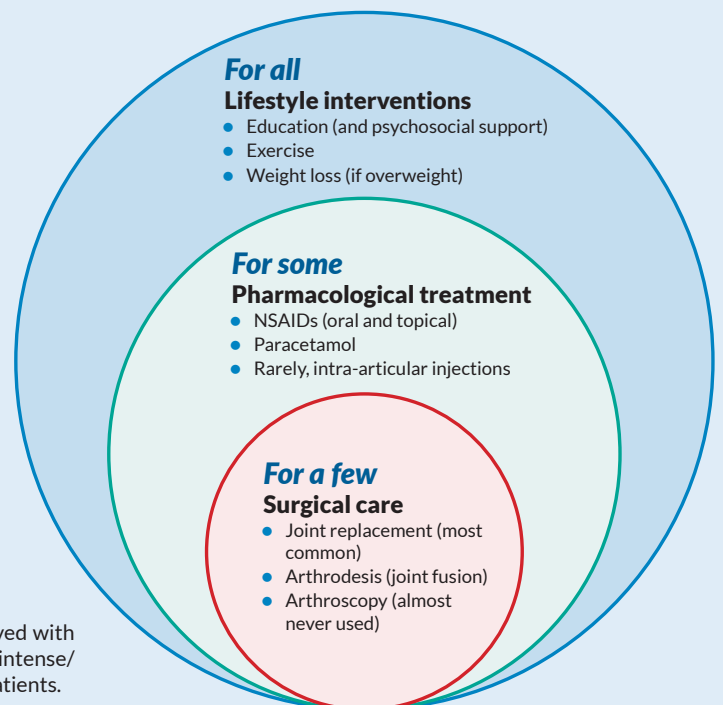 For all
Lifestyle interventions
• Education (and psychosocial support)
• Exercise
• Weight loss (if overweight)
For some
Pharmacological treatment
• NSAIDs (oral and topical)
• Paracetamol
• Rarely, intra-articular injections
For a few
Surgical care
• Joint replacement (most
common)
• Arthrodesis (joint fusion)
• Arthroscopy (almost
never used)
with
intense/